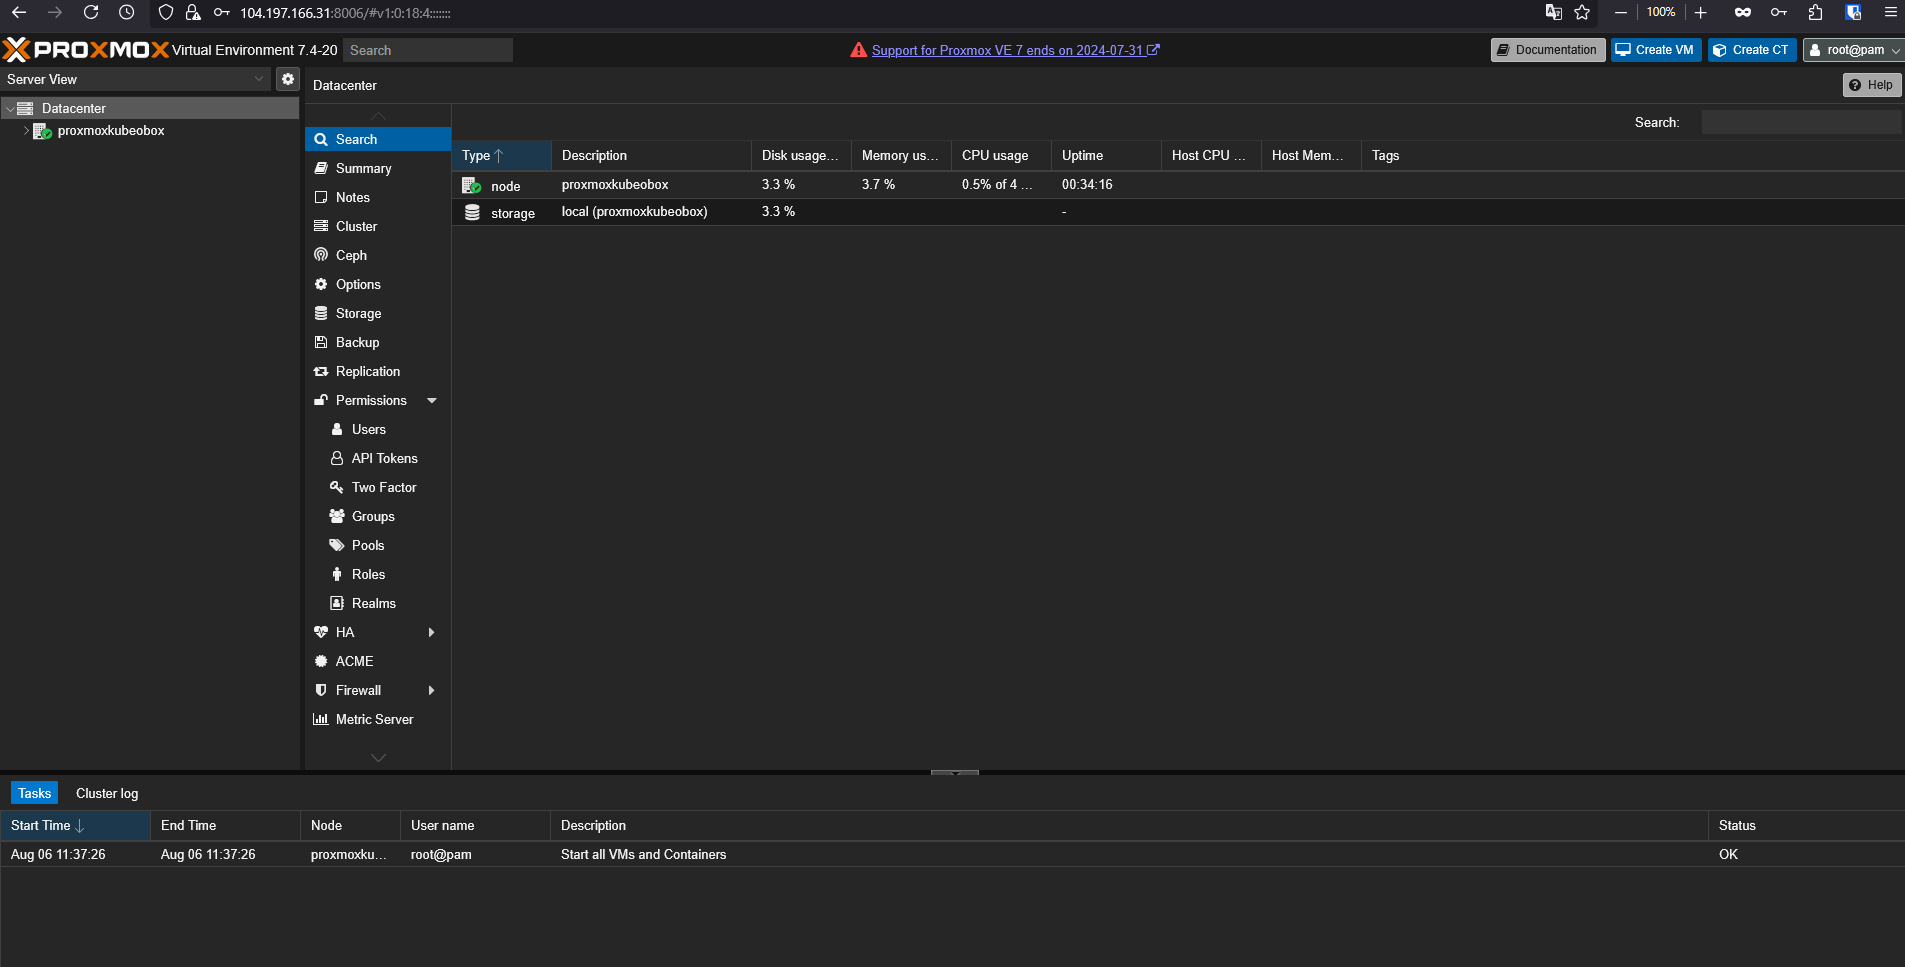 104.197.166.31:8006/#v1:0:18:4:::::::
100%
PROXMOX Virtual Environment 7.4-20
Search
Support for Proxmox VE 7 ends on 2024-07-31
Documentation
Create VM
Create CT
root@pam
Server View
Datacenter
Help
Datacenter
proxmoxkubeobox
Search
Summary
Notes
Cluster
Ceph
Options
Storage
Backup
Replication
Permissions
Users
API Tokens
Two Factor
Groups
Pools
Roles
Realms
HA
ACME
Firewall
Metric Server
Search:
Type Description Disk usage... Memory us... CPU usage Uptime Host CPU ... Host Mem... Tags
node proxmoxkubeobox 3.3 % 3.7 % 0.5% of 4 ... 00:34:16
storage local (proxmoxkubeobox) 3.3 % -
Tasks Cluster log
Start Time End Time Node User name Description Status
Aug 06 11:37:26 Aug 06 11:37:26 proxmoxku... root@pam Start all VMs and Containers OK